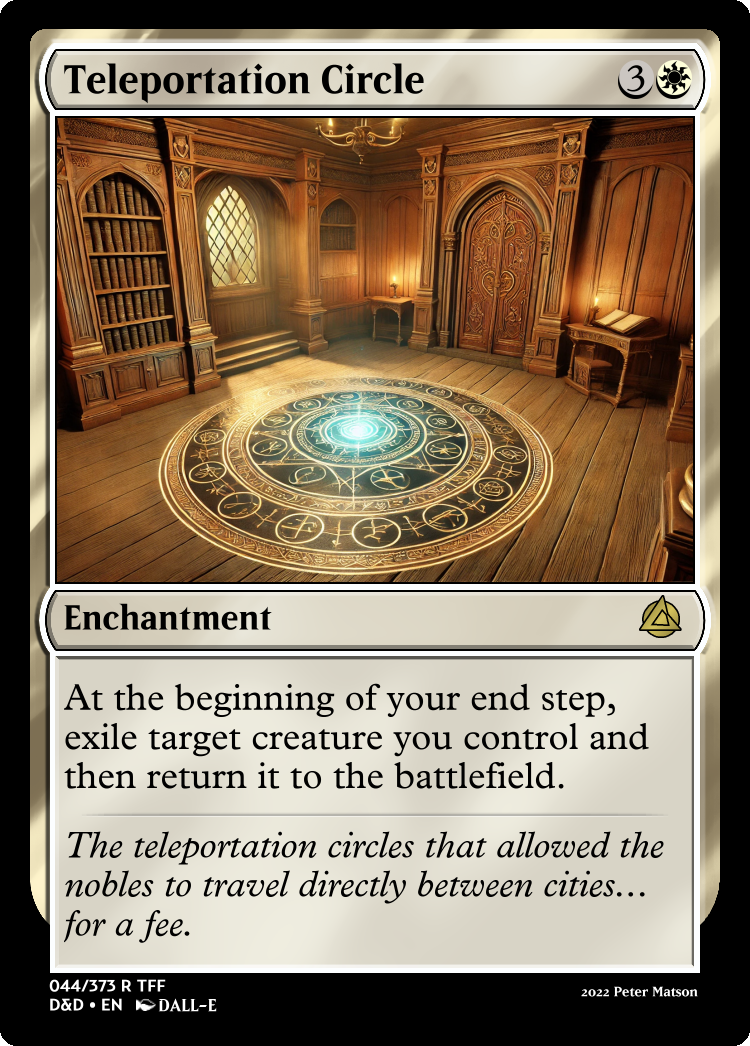 Teleportation Circle 3
Enchantment
At the beginning of your end step,
exile target creature you control and
then return it to the battlefield.
The teleportation circles that allowed the
nobles to travel directly between cities…
for a fee.
044/373 R TFF
D&D • EN DALL-E
2022 Peter Matson